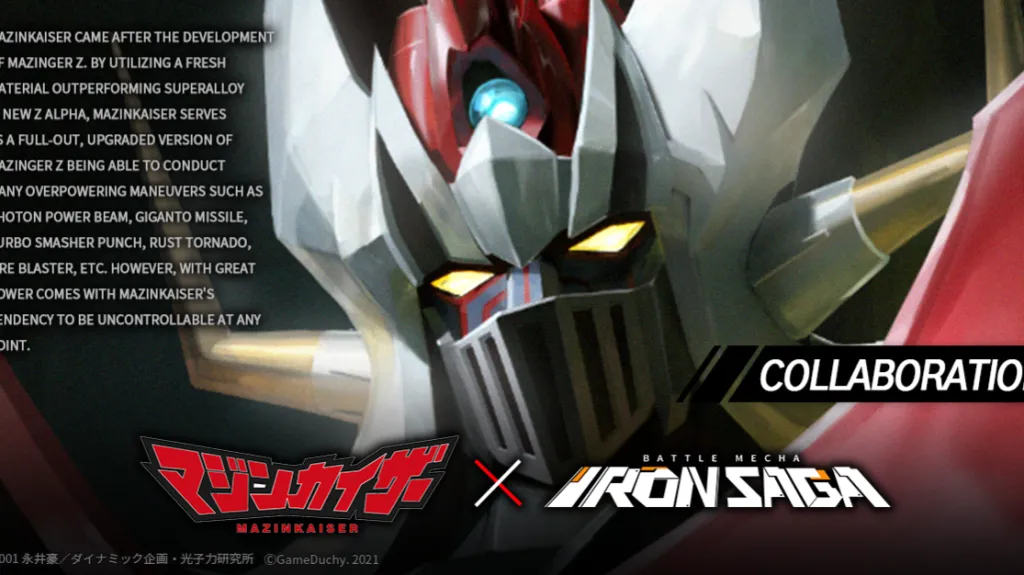 AZINKAISER CAME AFTER THE DEVELOPMENT
F MAZINGER Z. BY UTILIZING A FRESH
ATERIAL OUTPERFORMING SUPERALLOY
NEW Z ALPHA, MAZINKAISER SERVES
S A FULL-OUT, UPGRADED VERSION OF
AZINGER Z BEING ABLE TO CONDUCT
ANY OVERPOWERING MANEUVERS SUCH AS
HOTON POWER BEAM, GIGANTO MISSILE,
URBO SMASHER PUNCH, RUST TORNADO,
RE BLASTER, ETC. HOWEVER, WITH GREAT
OWER COMES WITH MAZINKAISER'S
ENDENCY TO BE UNCONTROLLABLE AT ANY
OINT.
COLLABORATIO
マジンカイザー
MAZINKAISER
BATTLE MECHA
IRON SAGA
001 永井豪／ダイナミック企画・光子力研究所 ©GameDuchy. 2021